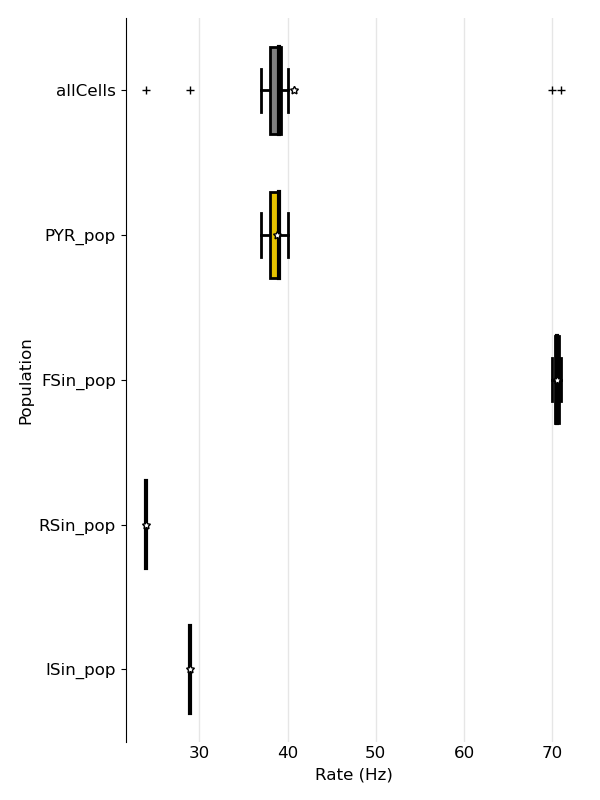 allCells
PYR_pop
FSin_pop
RSin_pop
ISin_pop
Population
30 40 50 60 70
Rate (Hz)